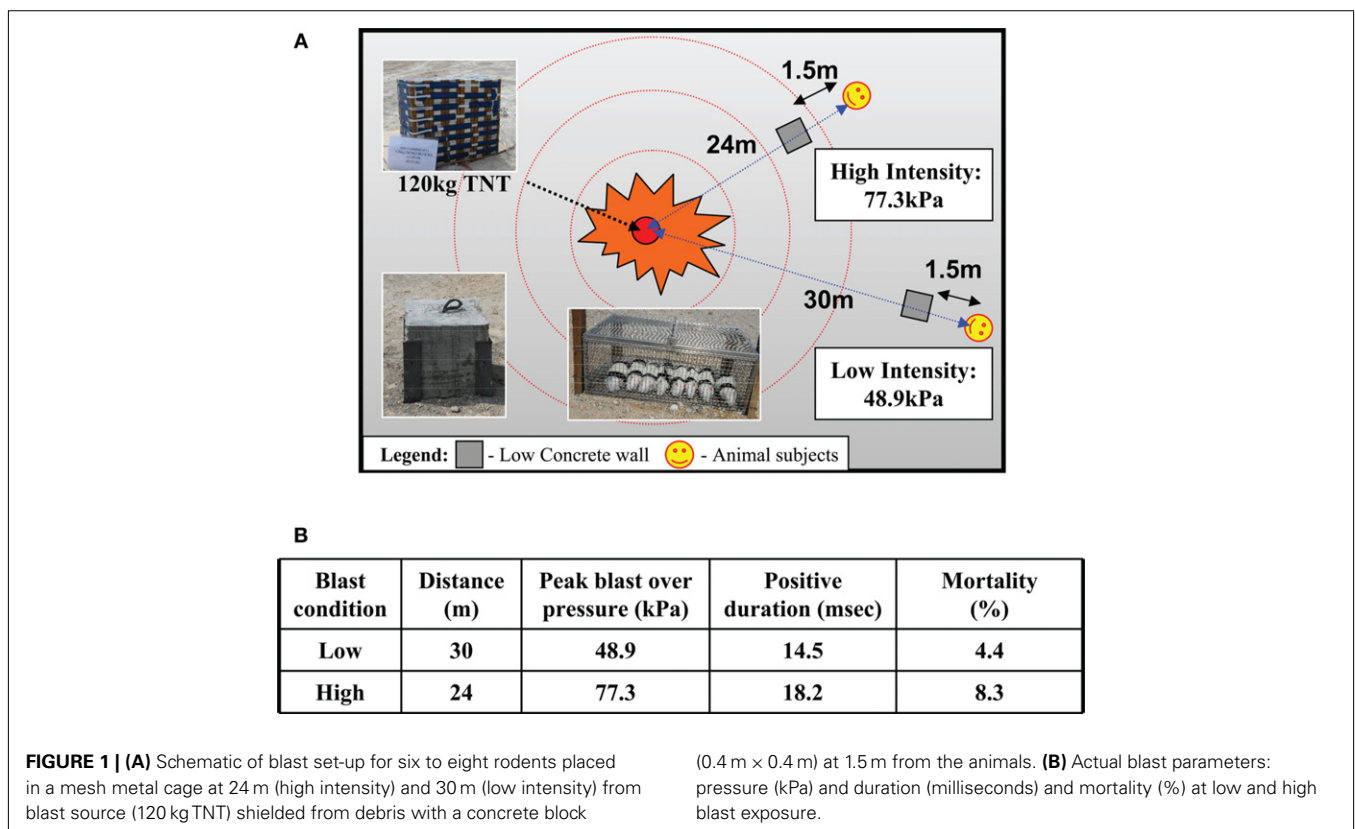 A
1.5m
24m
120kg TNT
High Intensity:
77.3kPa
1.5m
30m
Low Intensity:
48.9kPa
Legend: - Low Concrete wall - Animal subjects
B
Blast condition Distance (m) Peak blast over pressure (kPa) Positive duration (msec) Mortality (%)
Low 30 48.9 14.5 4.4
High 24 77.3 18.2 8.3
FIGURE 1 | (A) Schematic of blast set-up for six to eight rodents placed
in a mesh metal cage at 24 m (high intensity) and 30 m (low intensity) from
blast source (120 kg TNT) shielded from debris with a concrete block
(0.4 m × 0.4 m) at 1.5 m from the animals. (B) Actual blast parameters:
pressure (kPa) and duration (milliseconds) and mortality (%) at low and high
blast exposure.